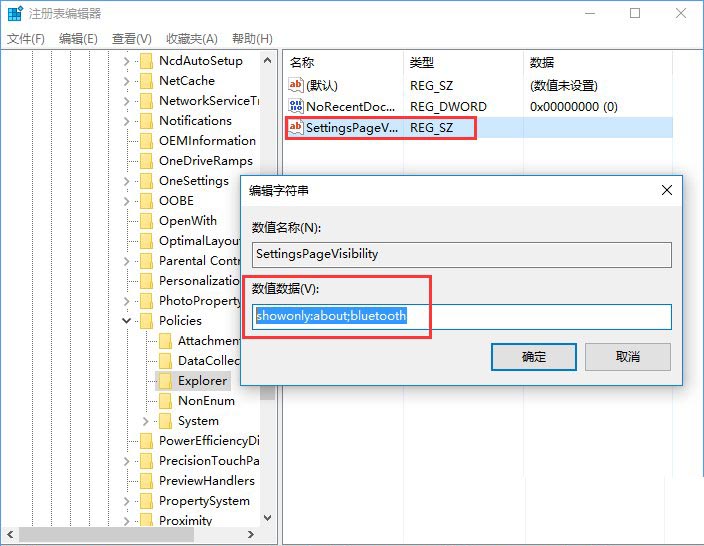 注册表编辑器
文件(F) 编辑(E) 查看(V) 收藏夹(A) 帮助(H)
NcdAutoSetup
NetCache
NetworkServiceTr
Notifications
OEMInformation
OneDriveRamps
OneSettings
OOBE
OpenWith
OptimalLayou
Parental Contr
Personalizatio
PhotoProperty
Policies
Attachmen
DataCollec
Explorer
NonEnum
System
PowerEfficiencyDi
PrecisionTouchPa
PreviewHandlers
PropertySystem
Proximity
名称 类型 数据
(默认) REG_SZ (数值未设置)
NoRecentDoc... REG_DWORD 0x00000000 (0)
SettingsPageV... REG_SZ
编辑字符串
数值名称(N):
SettingsPageVisibility
数值数据(V):
showonly:about;bluetooth
确定 取消